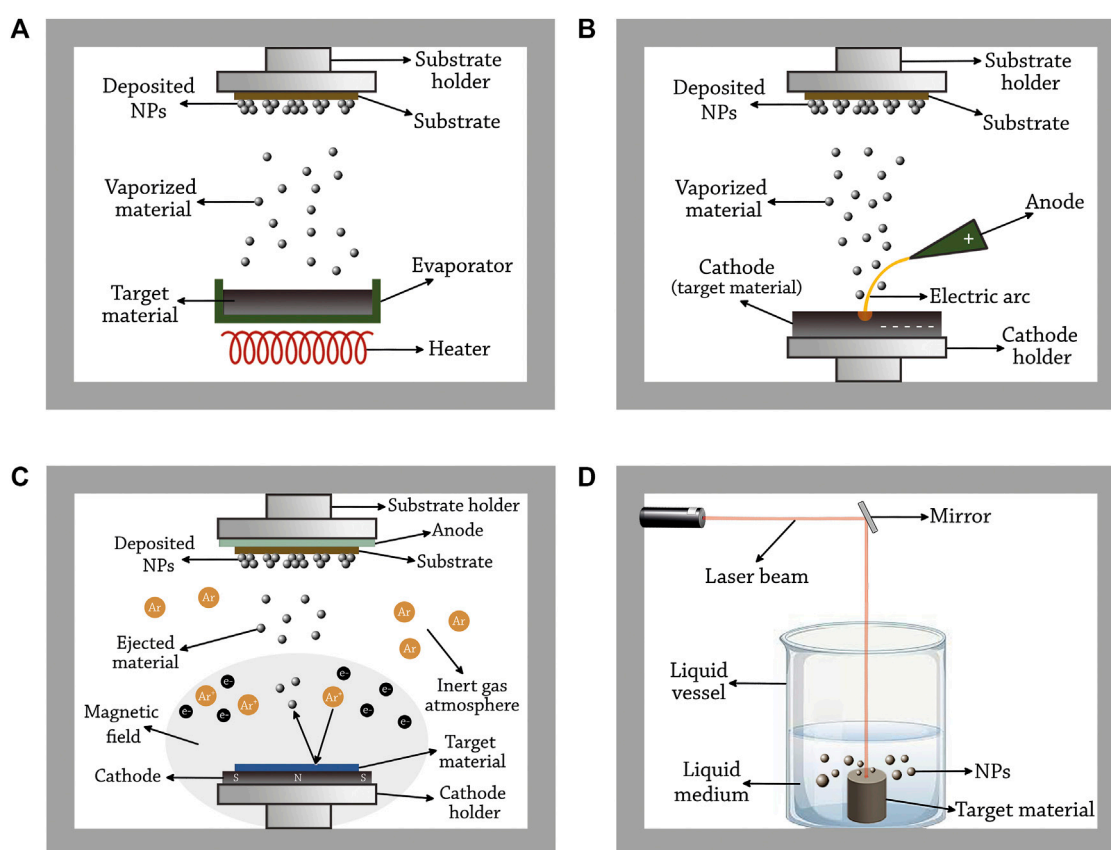 A
Substrate
holder
Deposited
NPs
Substrate
Vaporized
material
Evaporator
Target
material
Heater
B
Substrate
holder
Deposited
NPs
Substrate
Vaporized
material
Anode
+
Cathode
(target material)
Electric arc
- - - - -
Cathode
holder
C
Substrate holder
Anode
Deposited
NPs
Substrate
Ar
Ar
Ar
Ar
Ar
Ejected
material
Inert gas
atmosphere
e-
e-
e-
e-
e-
e-
Ar+
Ar+
Ar+
Magnetic
field
Target
material
Cathode
S N S
Cathode
holder
D
Mirror
Laser beam
Liquid
vessel
Liquid
medium
NPs
Target material